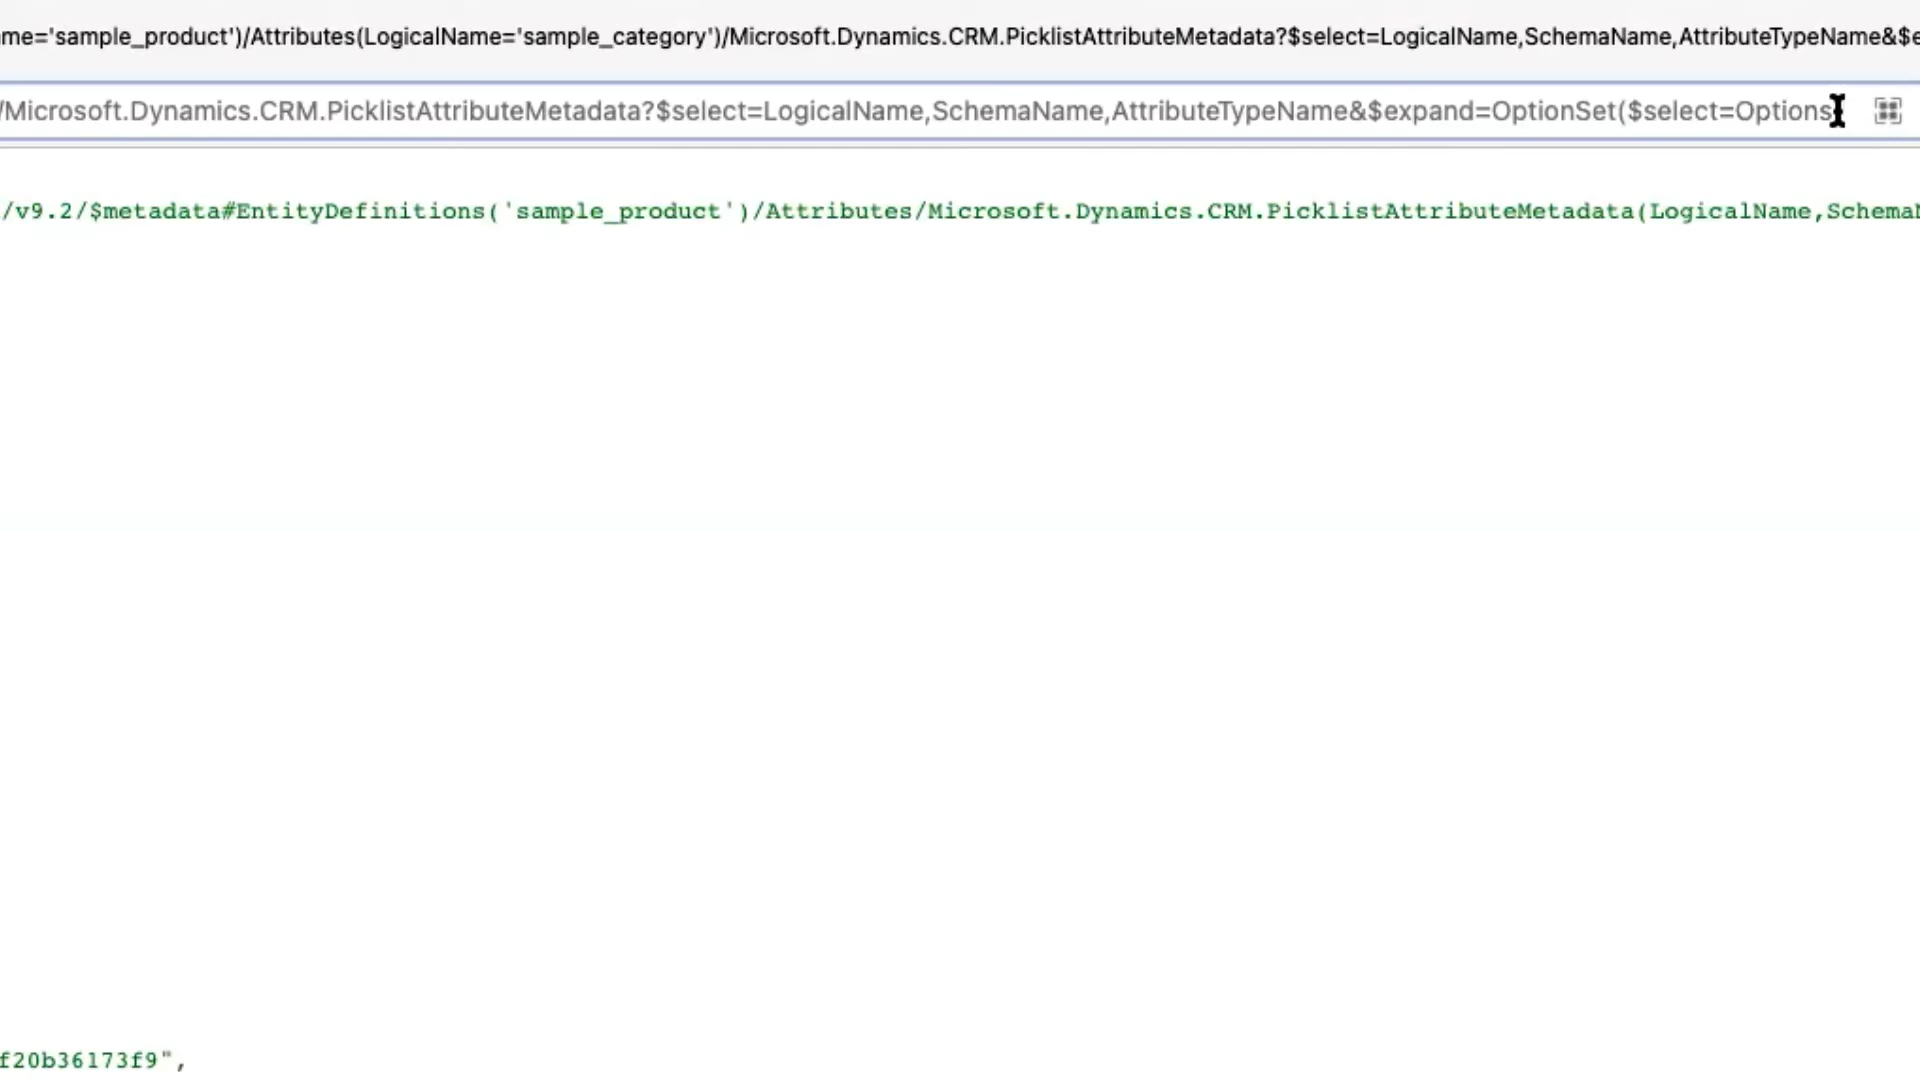 me='sample_product')/Attributes(LogicalName='sample_category')/Microsoft.Dynamics.CRM.PicklistAttributeMetadata?$select=LogicalName,SchemaName,AttributeTypeName&$e
/Microsoft.Dynamics.CRM.PicklistAttributeMetadata?$select=LogicalName,SchemaName,AttributeTypeName&$expand=OptionSet($select=Options
/v9.2/$metadata#EntityDefinitions('sample_product')/Attributes/Microsoft.Dynamics.CRM.PicklistAttributeMetadata(LogicalName,Schema
f20b36173f9",